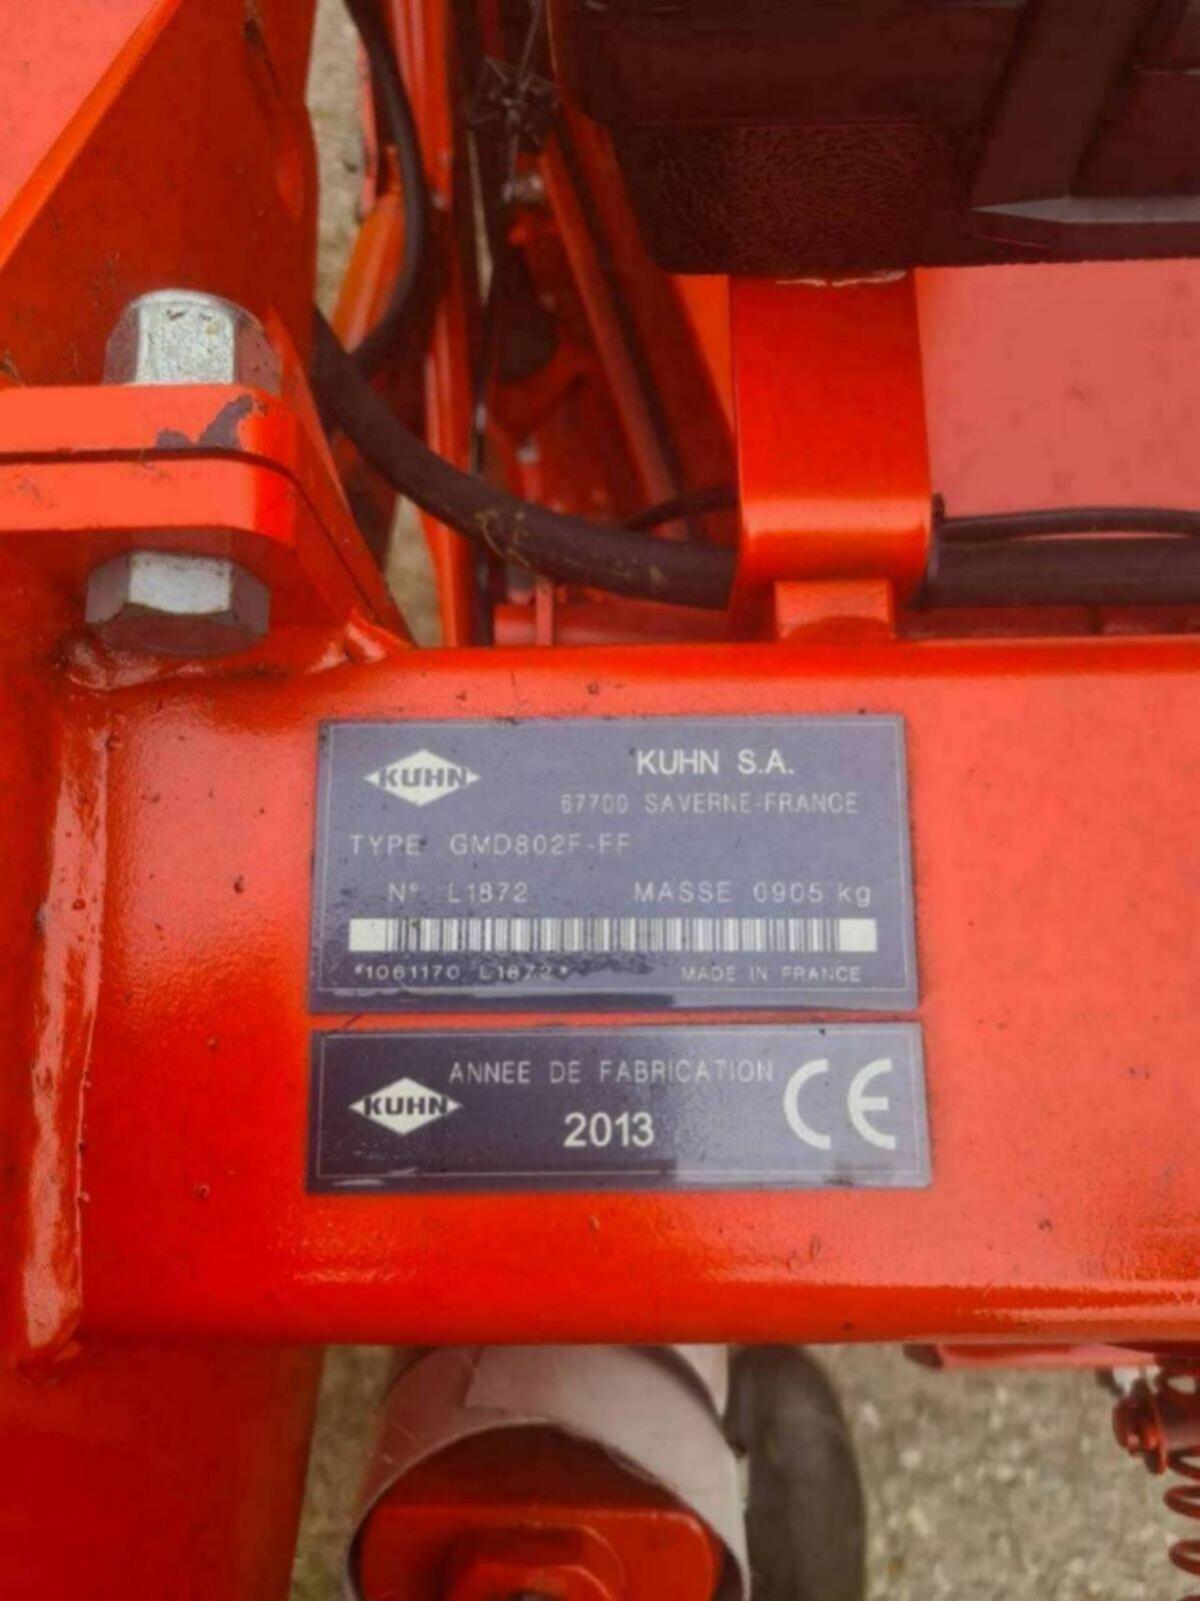 KUHN
KUHN S.A.
67700 SAVERNE-FRANCE
TYPE GMD802F-FF
N° L1872 MASSE 0905 kg
*1061170 L1872* MADE IN FRANCE
KUHN
ANNEE DE FABRICATION
2013
CE